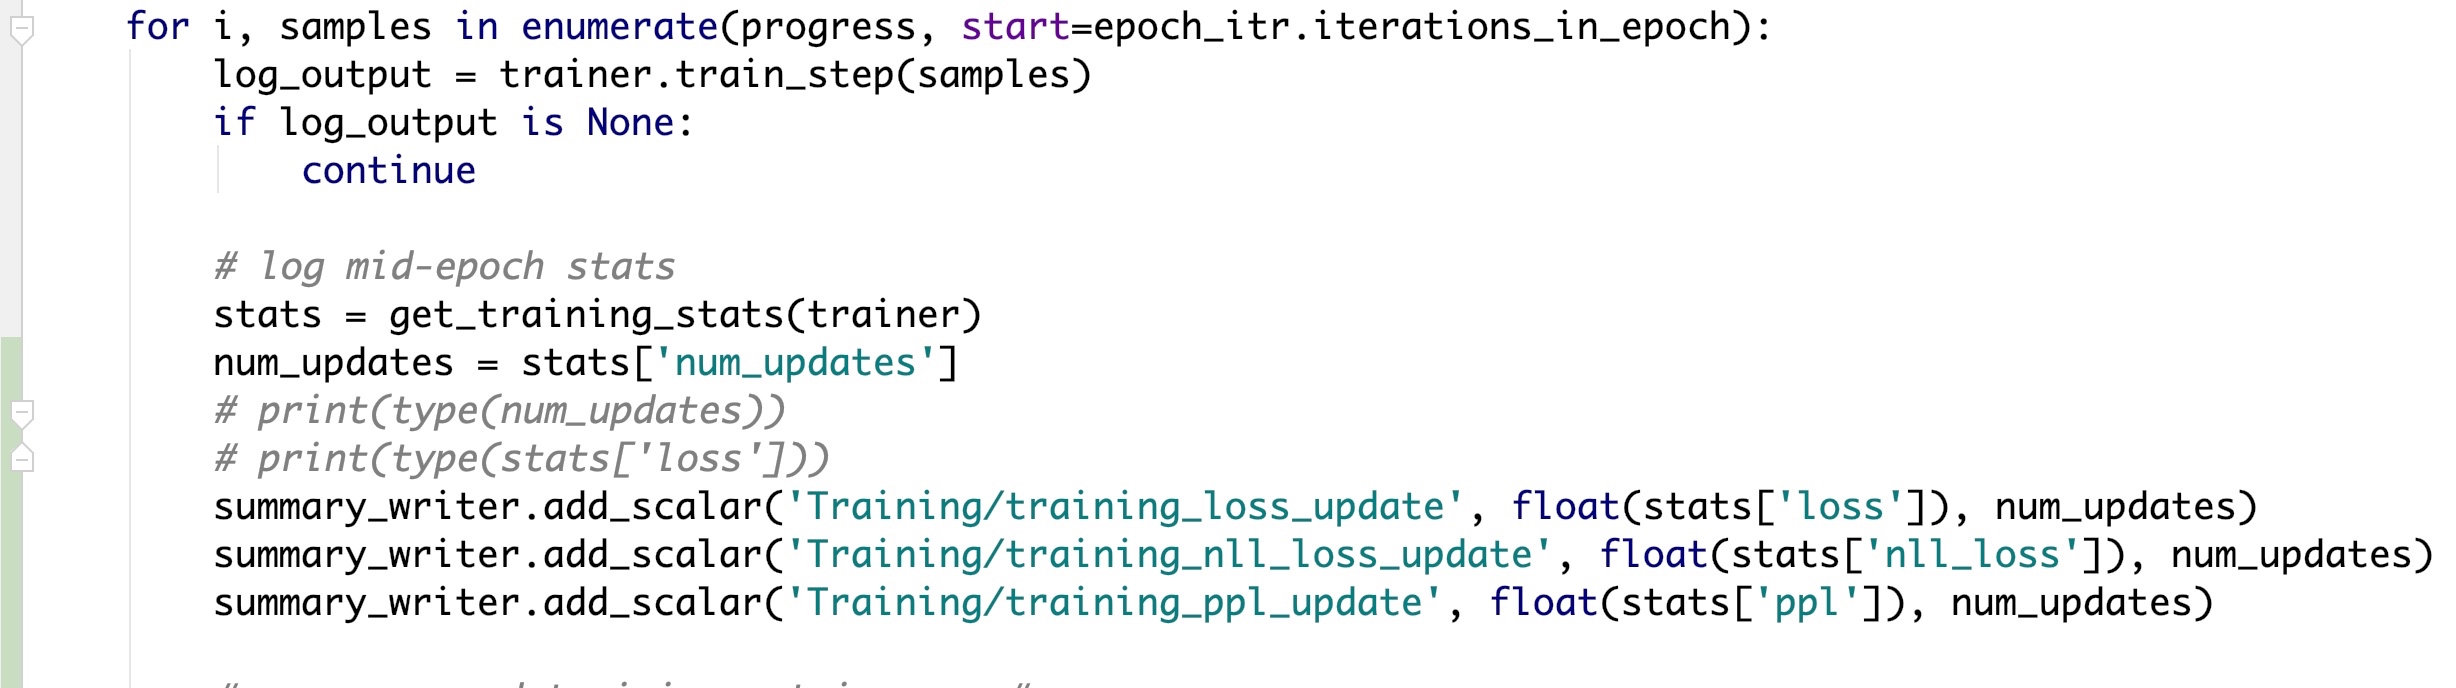 for i, samples in enumerate(progress, start=epoch_itr.iterations_in_epoch):
log_output = trainer.train_step(samples)
if log_output is None:
continue
# log mid-epoch stats
stats = get_training_stats(trainer)
num_updates = stats['num_updates']
# print(type(num_updates))
# print(type(stats['loss']))
summary_writer.add_scalar('Training/training_loss_update', float(stats['loss']), num_updates)
summary_writer.add_scalar('Training/training_nll_loss_update', float(stats['nll_loss']), num_updates)
summary_writer.add_scalar('Training/training_ppl_update', float(stats['ppl']), num_updates)